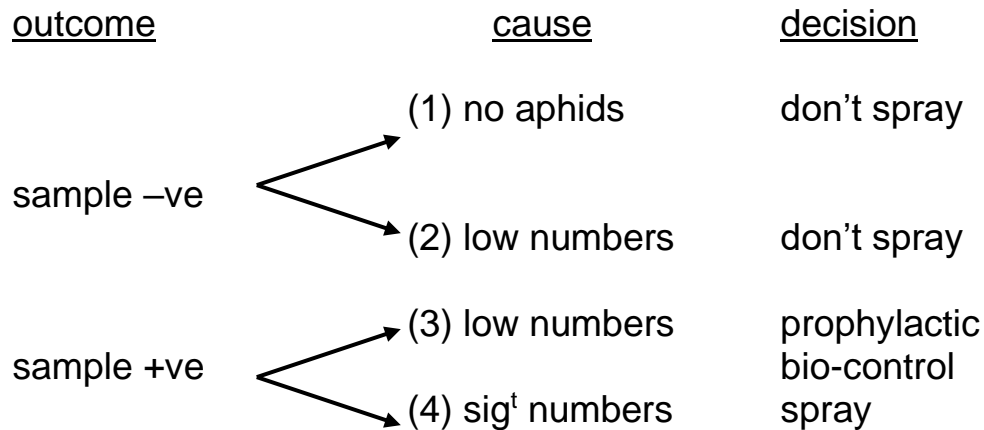 outcome cause decision
(1) no aphids don’t spray
sample –ve
(2) low numbers don’t spray
(3) low numbers prophylactic
sample +ve bio-control
(4) sigᵗ numbers spray